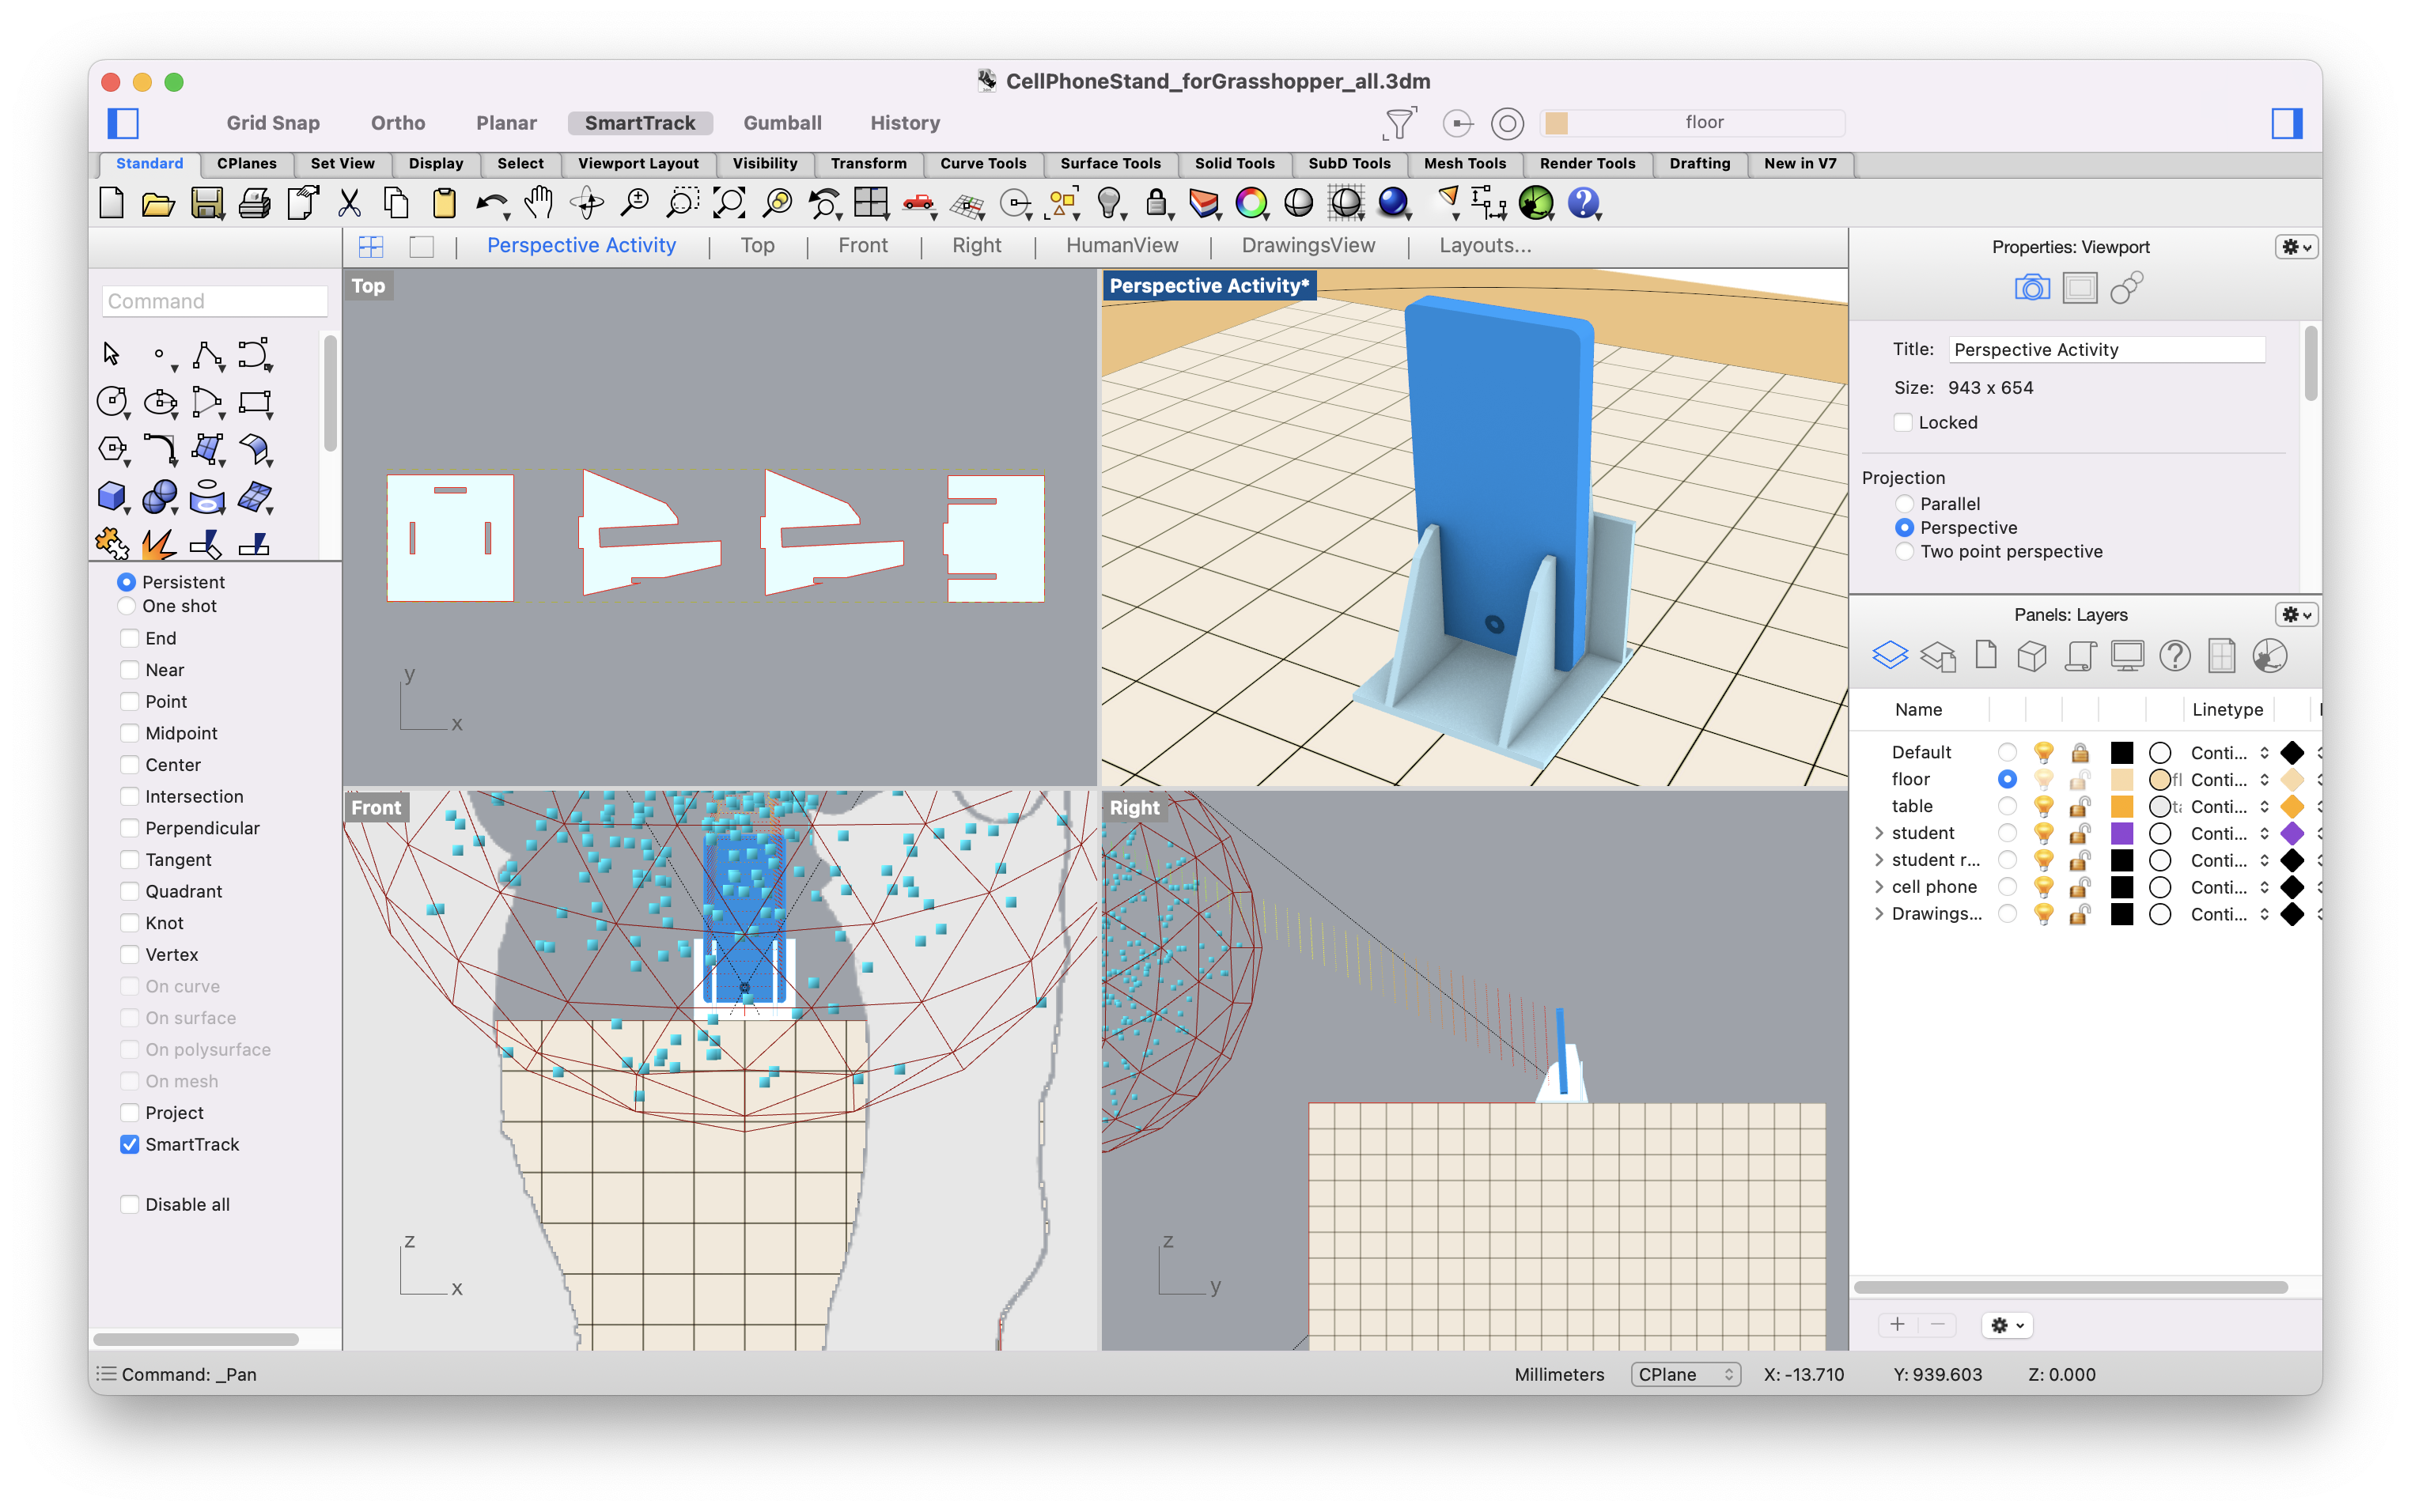 CellPhoneStand_forGrasshopper_all.3dm
Grid Snap Ortho Planar SmartTrack Gumball History floor
Standard CPlanes Set View Display Select Viewport Layout Visibility Transform Curve Tools Surface Tools Solid Tools SubD Tools Mesh Tools Render Tools Drafting New in V7
Perspective Activity Top Front Right HumanView DrawingsView Layouts...
Command
Persistent
One shot
End
Near
Point
Midpoint
Center
Intersection
Perpendicular
Tangent
Quadrant
Knot
Vertex
On curve
On surface
On polysurface
On mesh
Project
SmartTrack
Disable all
Top
y
x
Perspective Activity*
Front
z
x
Right
z
y
Properties: Viewport
Title: Perspective Activity
Size: 943 x 654
Locked
Projection
Parallel
Perspective
Two point perspective
Panels: Layers
Name Linetype
Default Conti...
floor fl Conti...
table ta Conti...
student Conti...
student r... Conti...
cell phone Conti...
Drawings... Conti...
Command: _Pan Millimeters CPlane X: -13.710 Y: 939.603 Z: 0.000